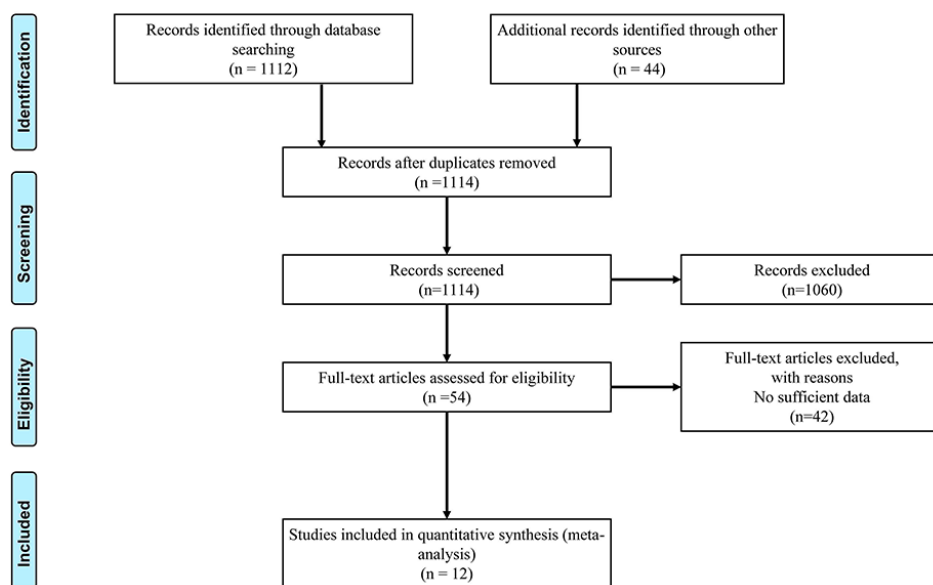 Identification
Records identified through database
searching
(n = 1112)
Additional records identified through other
sources
(n = 44)
Records after duplicates removed
(n =1114)
Screening
Records screened
(n=1114)
Records excluded
(n=1060)
Eligibility
Full-text articles assessed for eligibility
(n =54)
Full-text articles excluded,
with reasons
No sufficient data
(n=42)
Included
Studies included in quantitative synthesis (meta-
analysis)
(n = 12)